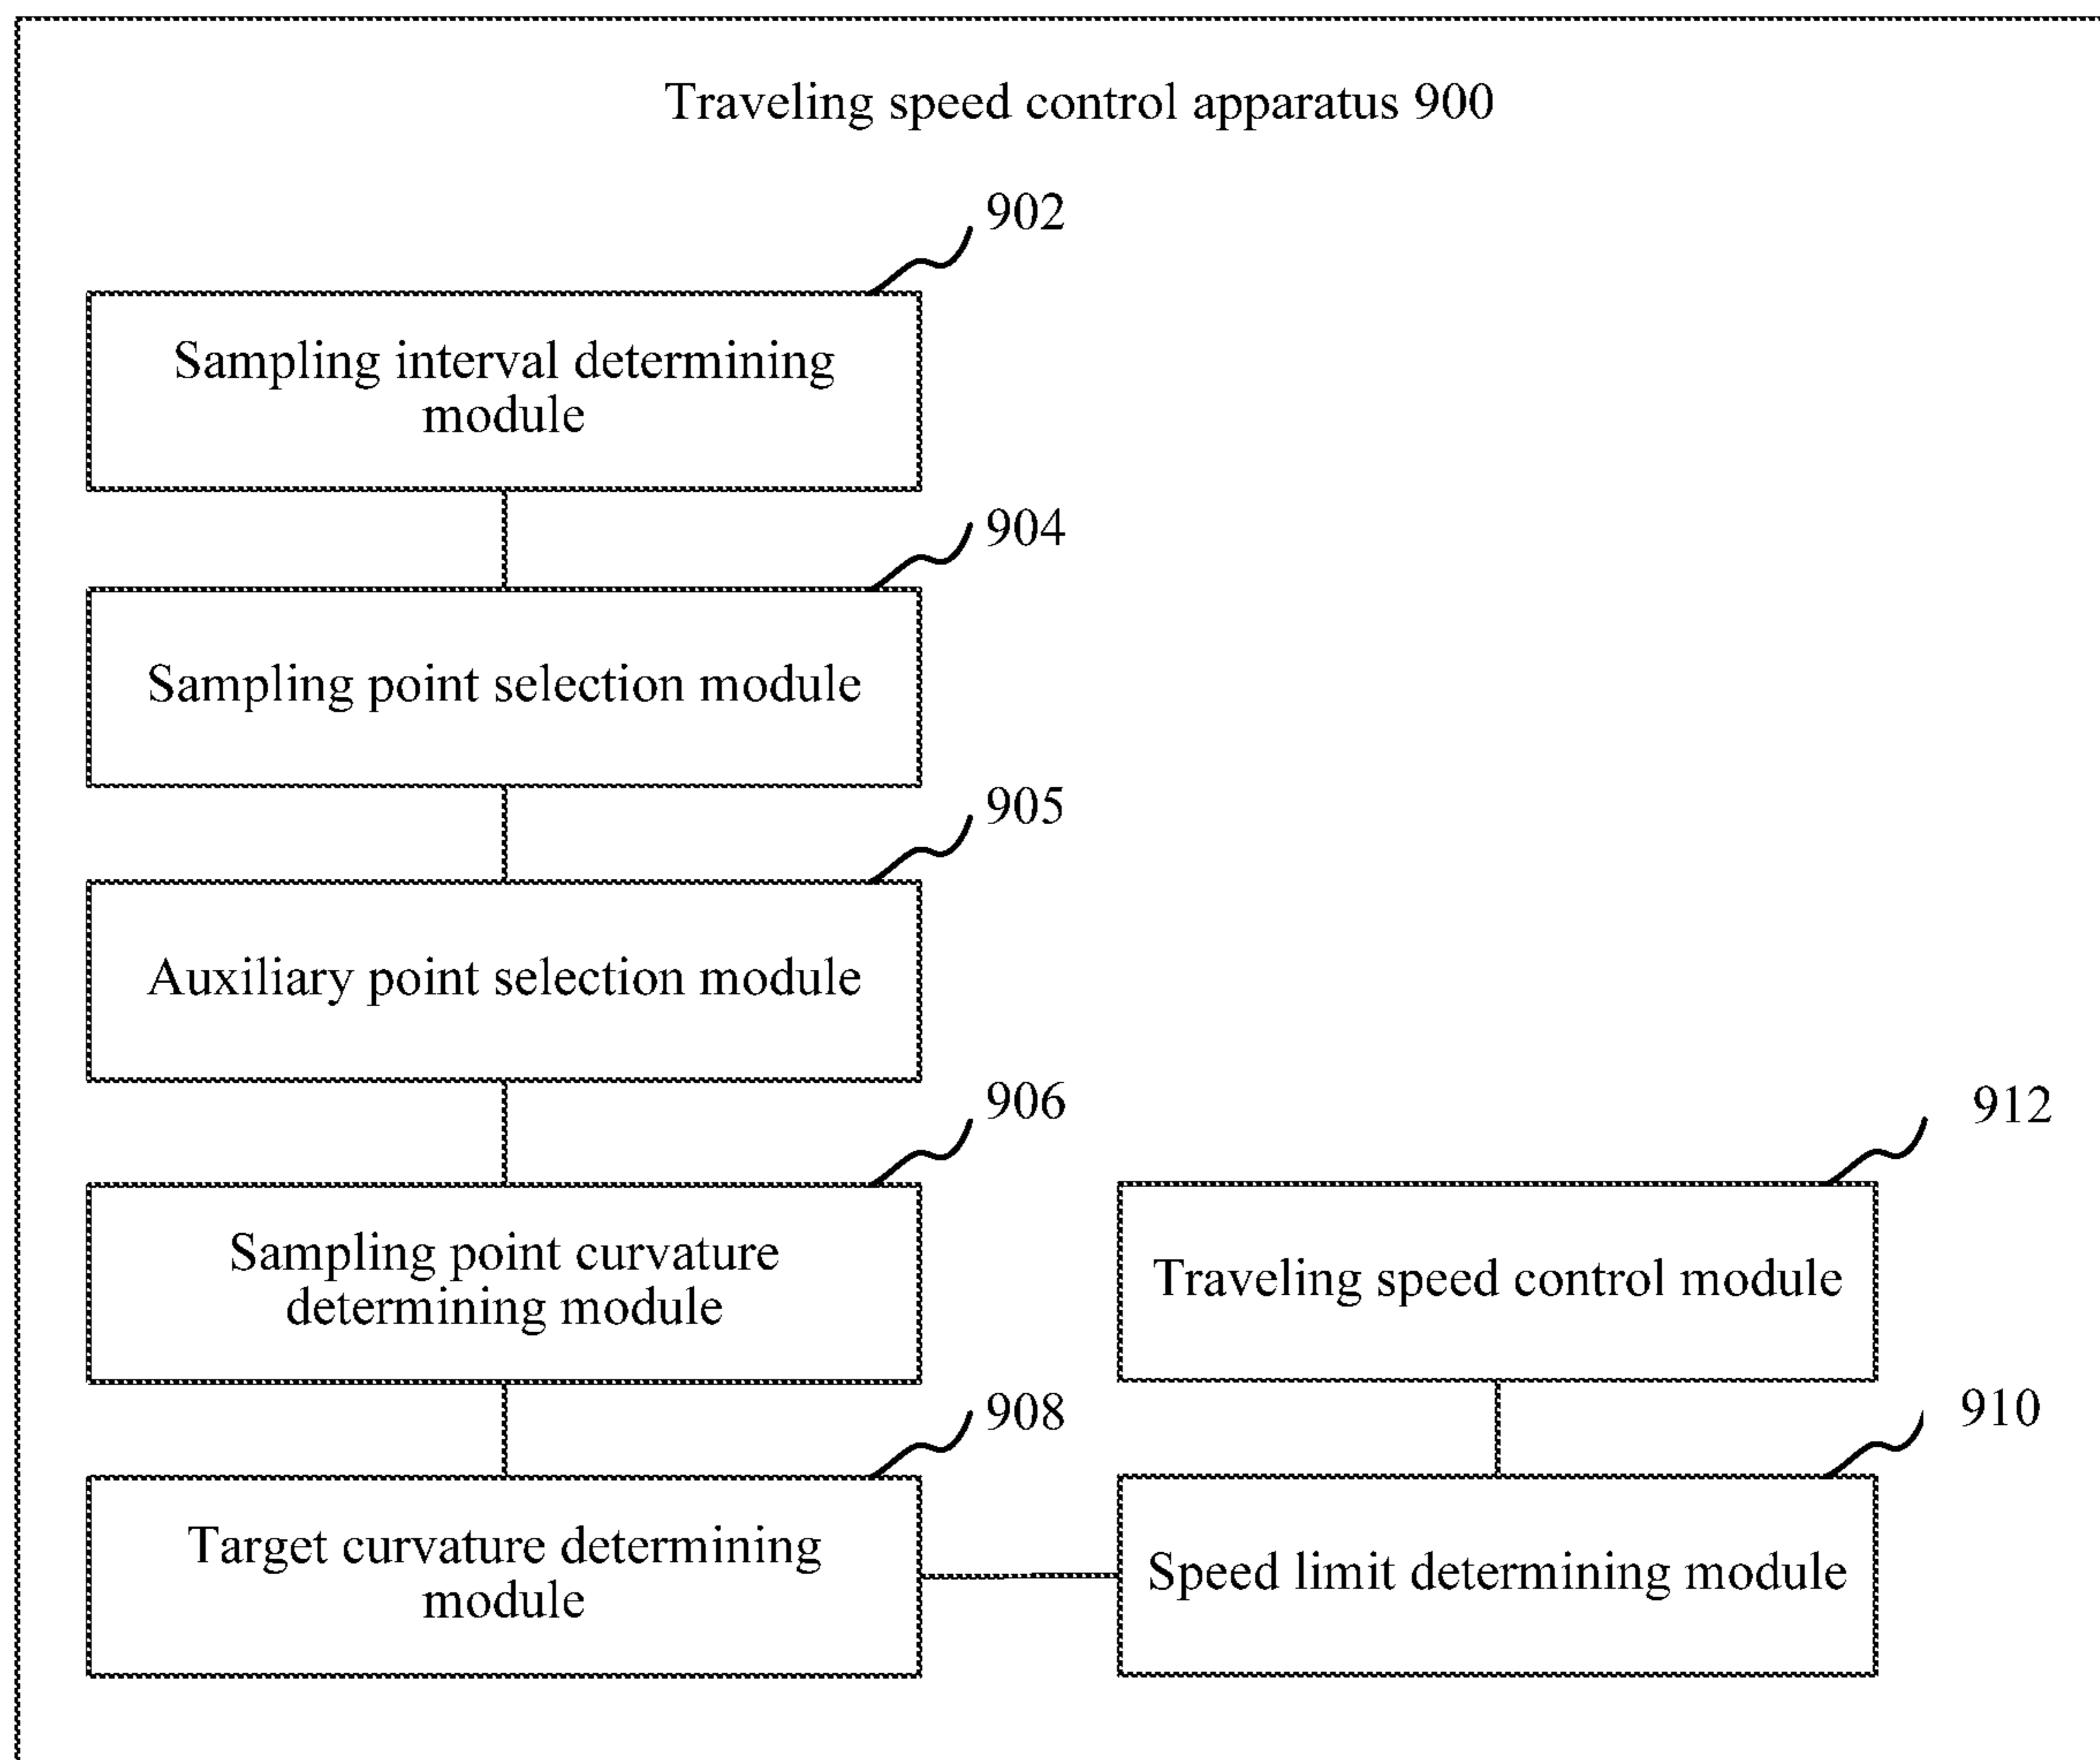 Traveling speed control apparatus 900
902
Sampling interval determining
module
904
Sampling point selection module
905
Auxiliary point selection module
906
Sampling point curvature
determining module
908
Target curvature determining
module
912
Traveling speed control module
910
Speed limit determining module